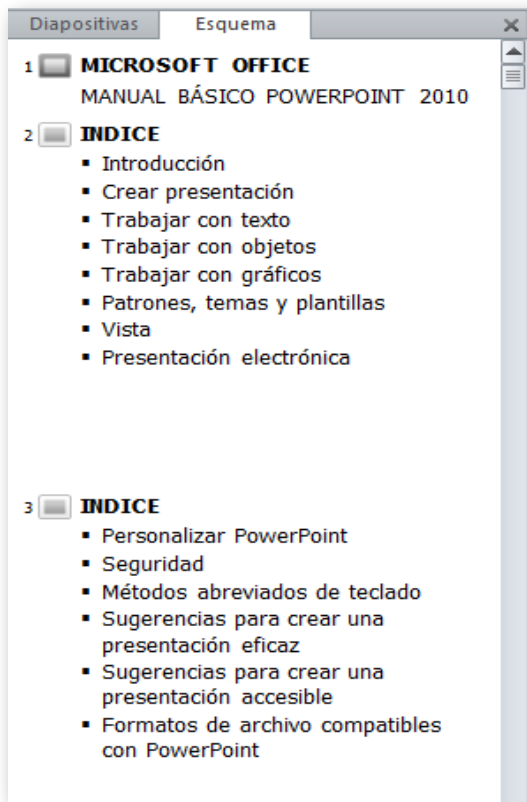 Diapositivas Esquema
1 MICROSOFT OFFICE
MANUAL BÁSICO POWERPOINT 2010
2 INDICE
▪ Introducción
▪ Crear presentación
▪ Trabajar con texto
▪ Trabajar con objetos
▪ Trabajar con gráficos
▪ Patrones, temas y plantillas
▪ Vista
▪ Presentación electrónica
3 INDICE
▪ Personalizar PowerPoint
▪ Seguridad
▪ Métodos abreviados de teclado
▪ Sugerencias para crear una
presentación eficaz
▪ Sugerencias para crear una
presentación accesible
▪ Formatos de archivo compatibles
con PowerPoint